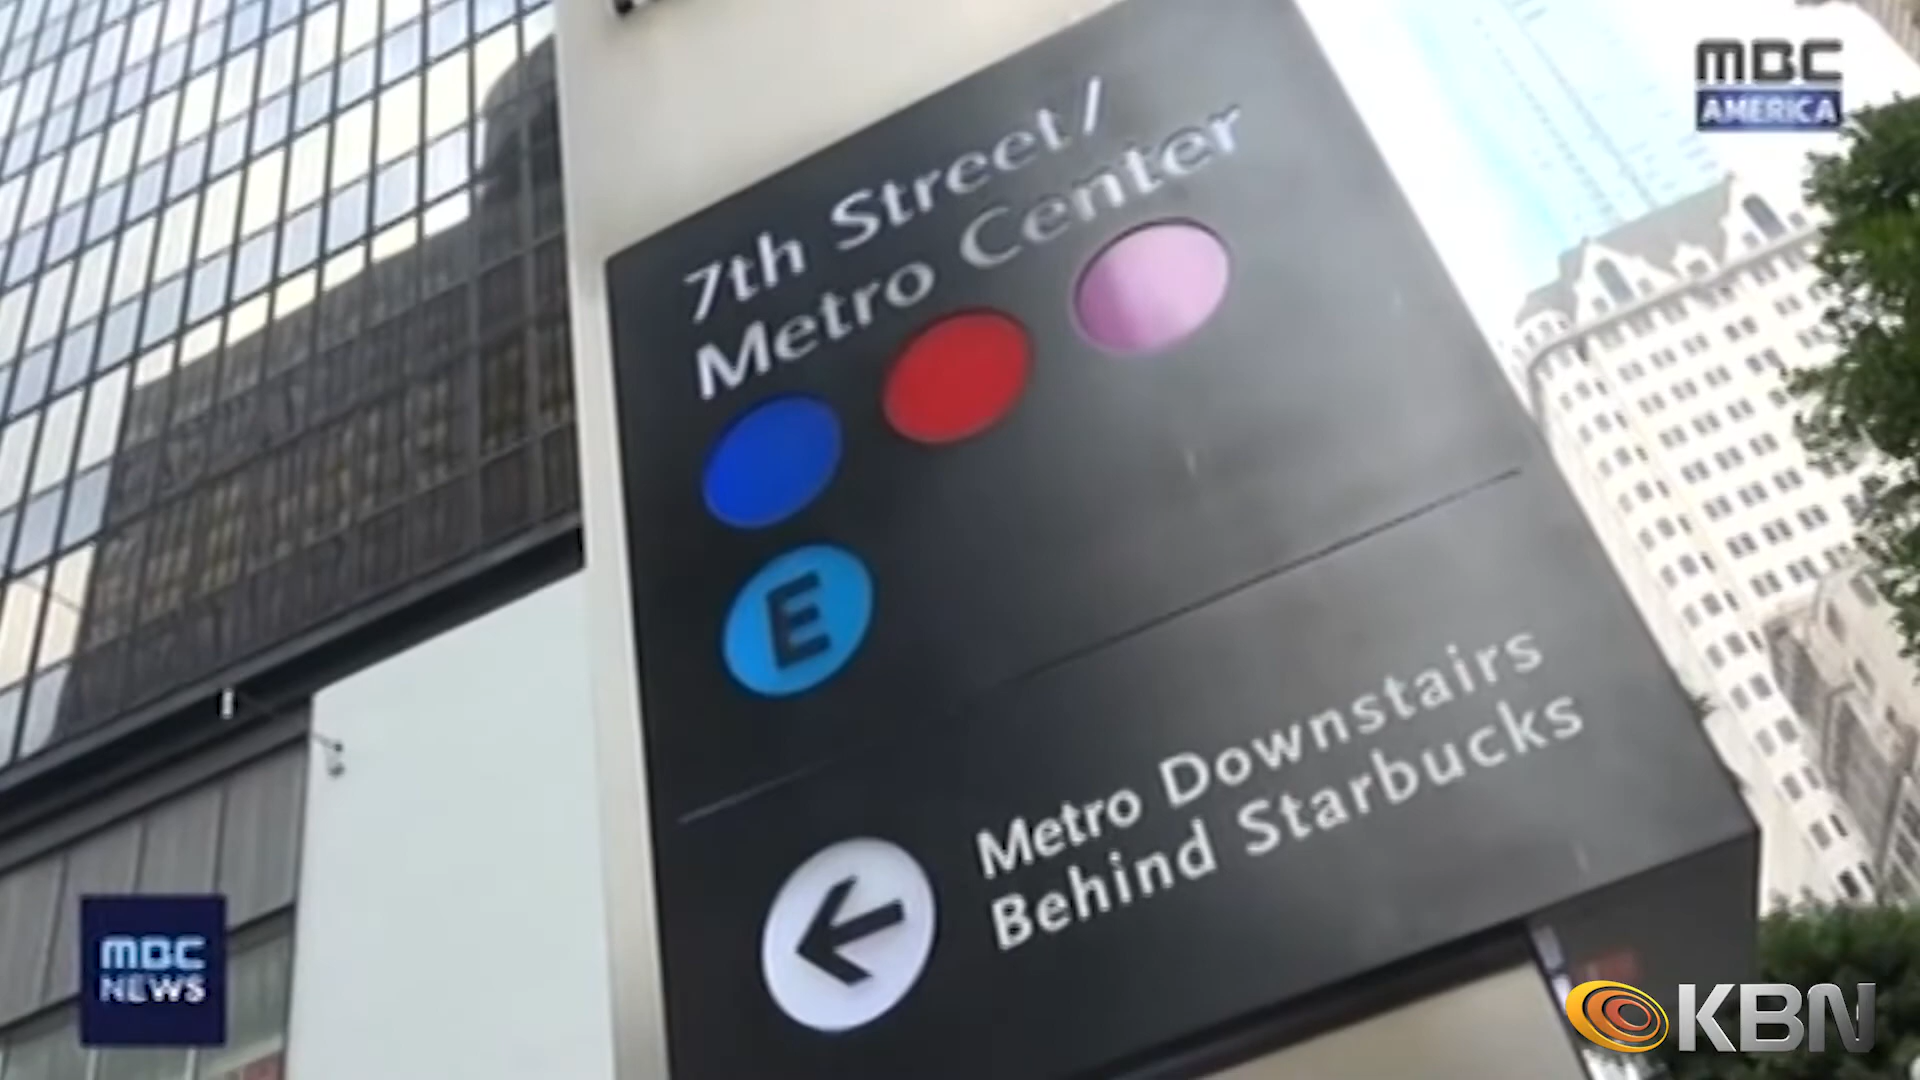 MBC
AMERICA
7th Street/
Metro Center
E
Metro Downstairs
Behind Starbucks
MBC
NEWS
KBN